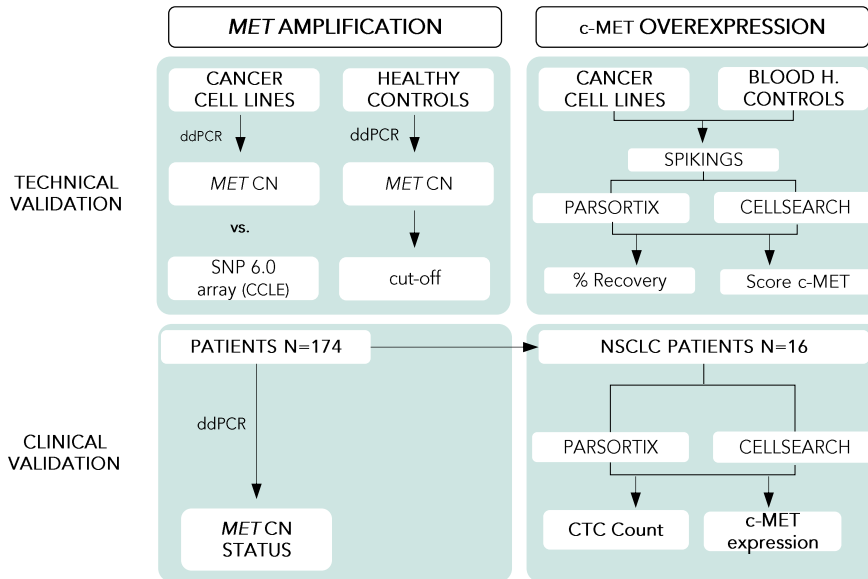 MET AMPLIFICATION
c-MET OVEREXPRESSION
TECHNICAL
VALIDATION
CANCER
CELL LINES
HEALTHY
CONTROLS
ddPCR
ddPCR
MET CN
MET CN
vs.
SNP 6.0
array (CCLE)
cut-off
CANCER
CELL LINES
BLOOD H.
CONTROLS
SPIKINGS
PARSORTIX
CELLSEARCH
% Recovery
Score c-MET
CLINICAL
VALIDATION
PATIENTS N=174
ddPCR
MET CN
STATUS
NSCLC PATIENTS N=16
PARSORTIX
CELLSEARCH
CTC Count
c-MET
expression